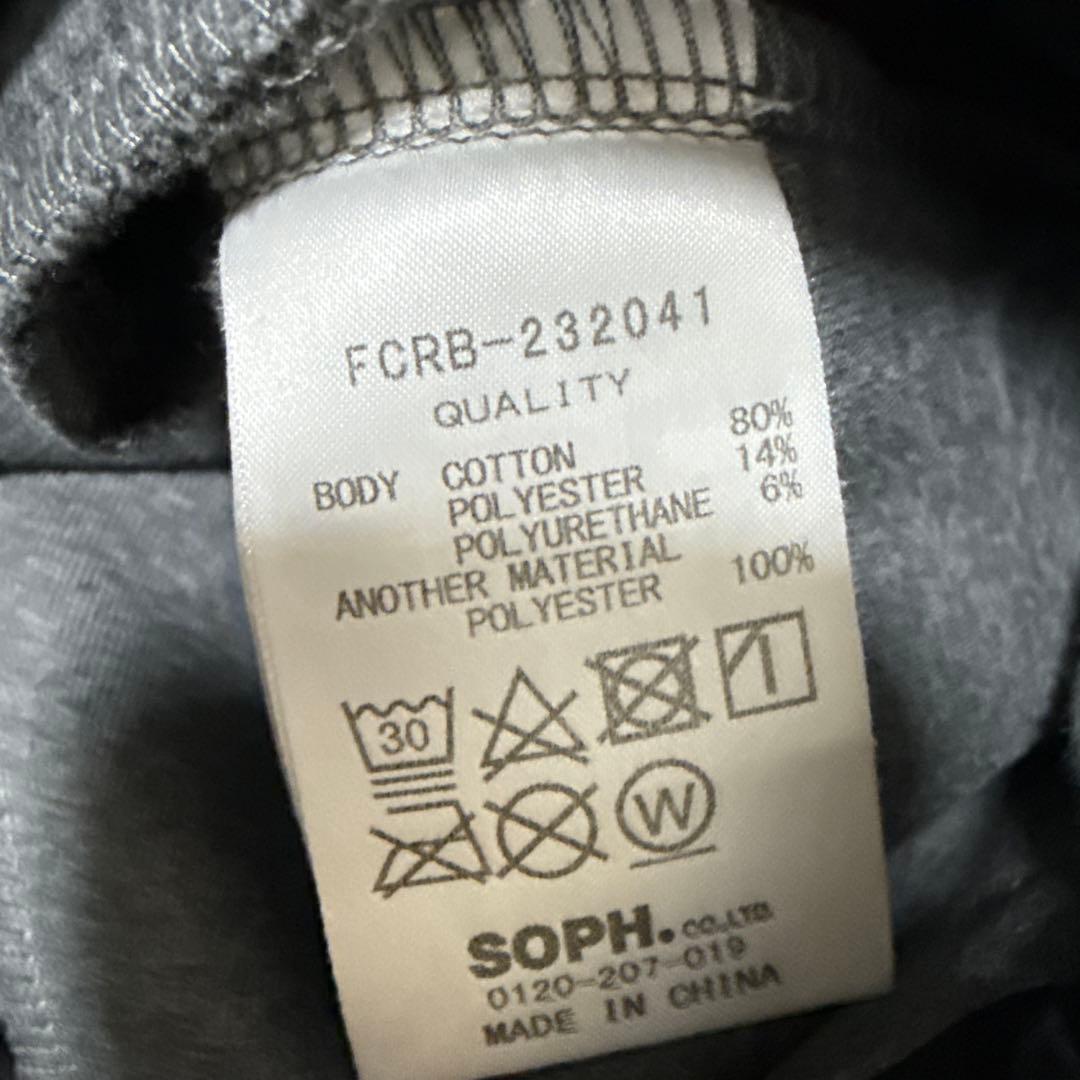 FCRB-232041
QUALITY
BODY COTTON 80%
POLYESTER 14%
POLYURETHANE 6%
ANOTHER MATERIAL
POLYESTER 100%
30
W
SOPH. CO.,LTD.
0120-207-019
MADE IN CHINA